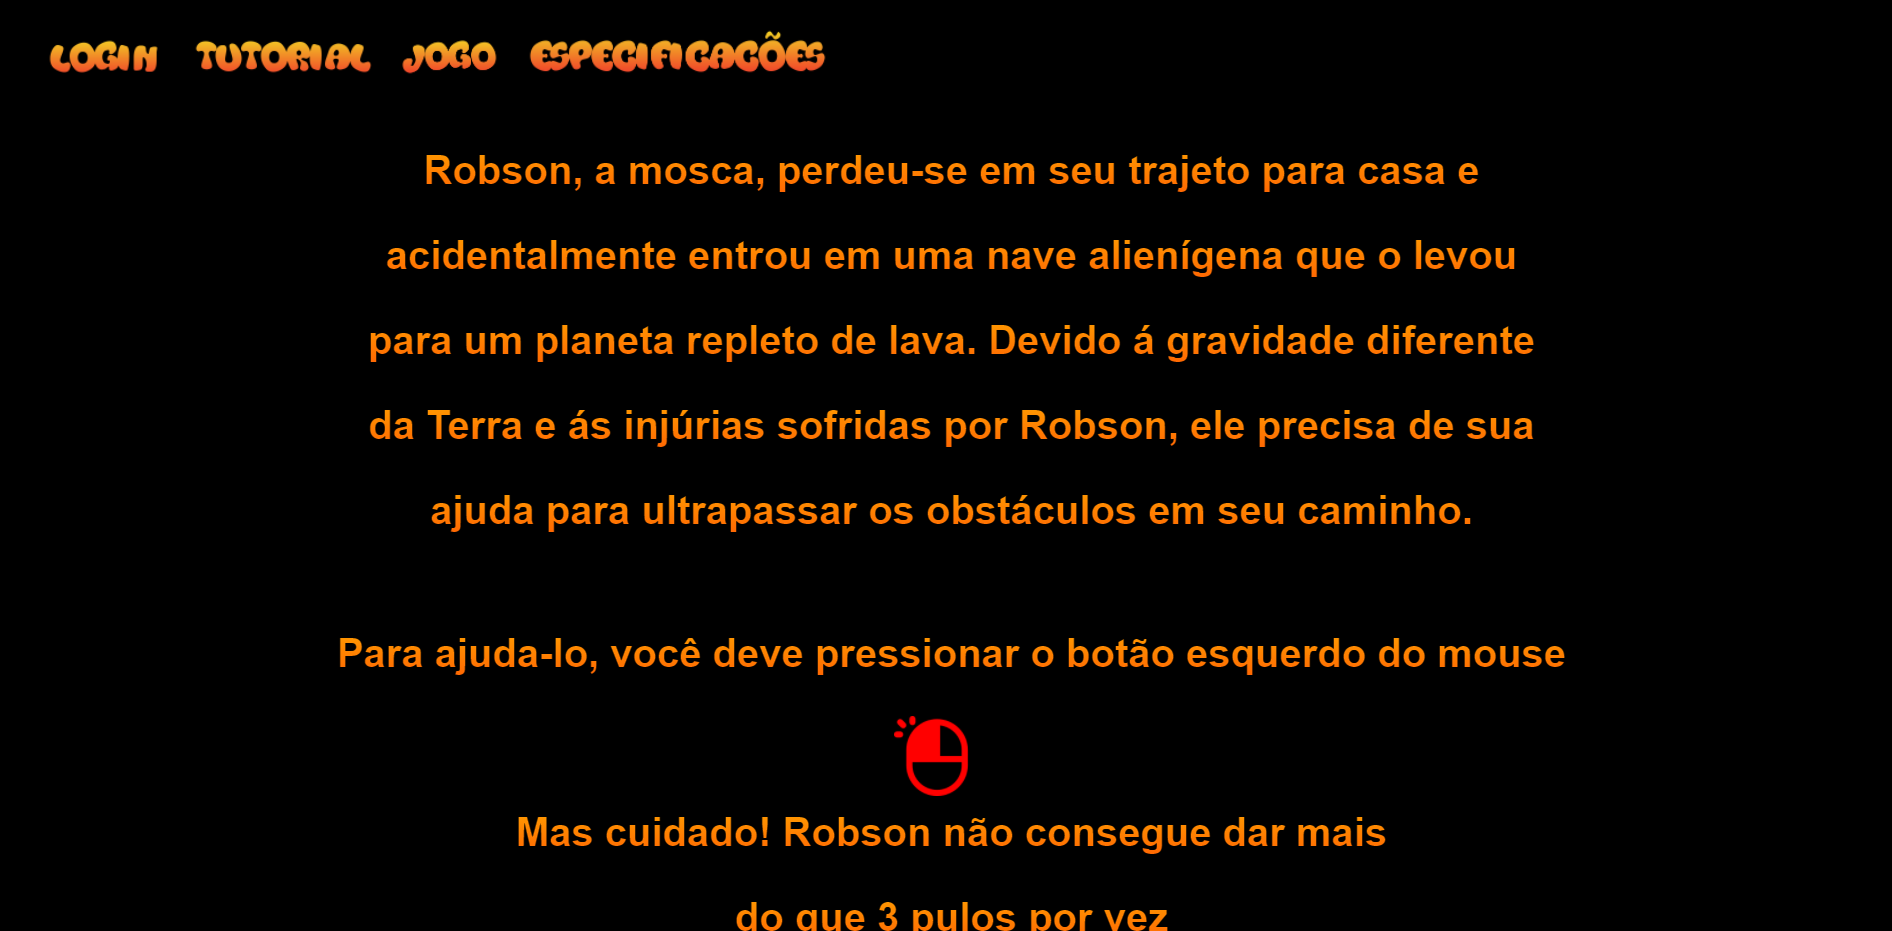 LOGIN TUTORIAL JOGO ESPECIFICAÇÕES
Robson, a mosca, perdeu-se em seu trajeto para casa e
acidentalmente entrou em uma nave alienígena que o levou
para um planeta repleto de lava. Devido á gravidade diferente
da Terra e ás injúrias sofridas por Robson, ele precisa de sua
ajuda para ultrapassar os obstáculos em seu caminho.
Para ajuda-lo, você deve pressionar o botão esquerdo do mouse
Mas cuidado! Robson não consegue dar mais
do que 3 pulos por vez